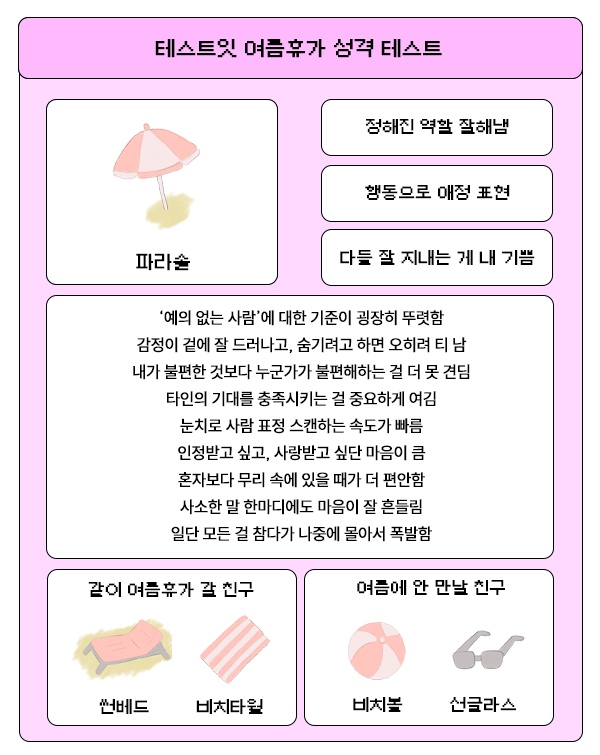 테스트잇 여름휴가 성격 테스트
파라솔
정해진 역할 잘해냄
행동으로 애정 표현
다들 잘 지내는 게 내 기쁨
‘예의 없는 사람’에 대한 기준이 굉장히 뚜렷함
감정이 겉에 잘 드러나고, 숨기려고 하면 오히려 티 남
내가 불편한 것보다 누군가가 불편해하는 걸 더 못 견딤
타인의 기대를 충족시키는 걸 중요하게 여김
눈치로 사람 표정 스캔하는 속도가 빠름
인정받고 싶고, 사랑받고 싶단 마음이 큼
혼자보다 무리 속에 있을 때가 더 편안함
사소한 말 한마디에도 마음이 잘 흔들림
일단 모든 걸 참다가 나중에 몰아서 폭발함
같이 여름휴가 갈 친구
썬베드
비치타월
여름에 안 만날 친구
비치볼
선글라스